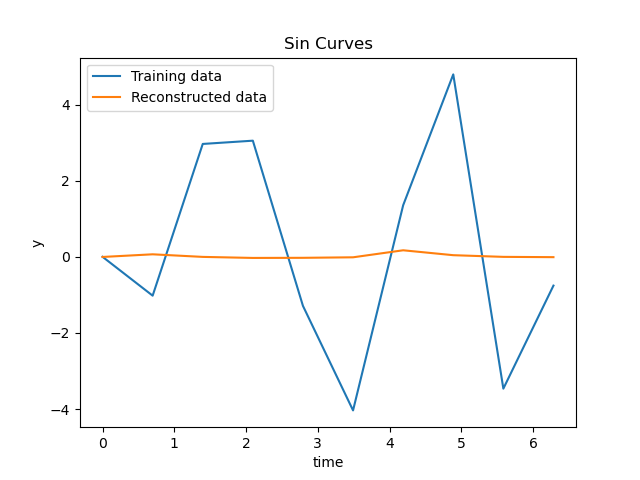 Sin Curves
Training data
Reconstructed data
4
2
0
−2
−4
y
0 1 2 3 4 5 6
time